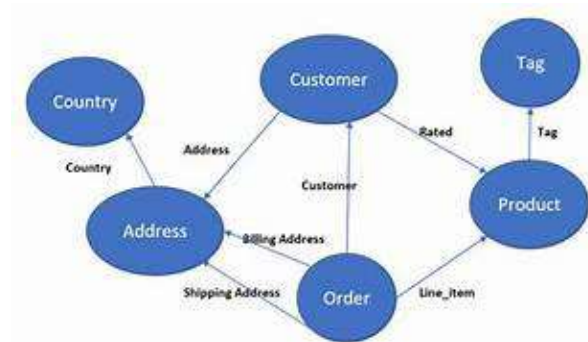 Tag
Customer
Country
Address
Rated
Tag
Country
Customer
Product
Address
Billing Address
Shipping Address
Order
Line_item